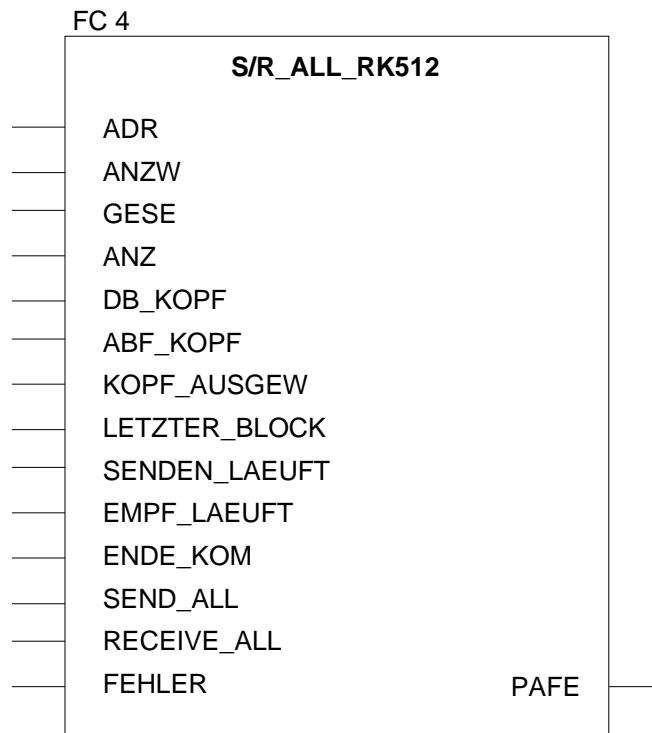 FC 4
S/R_ALL_RK512
ADR
ANZW
GESE
ANZ
DB_KOPF
ABF_KOPF
KOPF_AUSGEW
LETZTER_BLOCK
SENDEN_LAEUFT
EMPF_LAEUFT
ENDE_KOM
SEND_ALL
RECEIVE_ALL
FEHLER PAFE